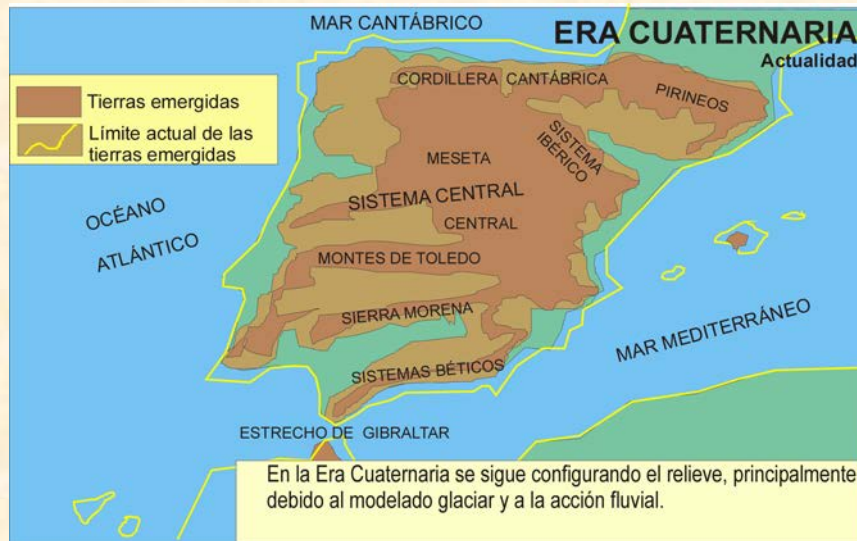 MAR CANTÁBRICO
ERA CUATERNARIA
Actualidad
Tierras emergidas
Límite actual de las
tierras emergidas
CORDILLERA CANTÁBRICA
PIRINEOS
SISTEMA
IBÉRICO
MESETA
SISTEMA CENTRAL
CENTRAL
OCÉANO
ATLÁNTICO
MONTES DE TOLEDO
SIERRA MORENA
MAR MEDITERRÁNEO
SISTEMAS BÉTICOS
ESTRECHO DE GIBRALTAR
En la Era Cuaternaria se sigue configurando el relieve, principalmente
debido al modelado glaciar y a la acción fluvial.